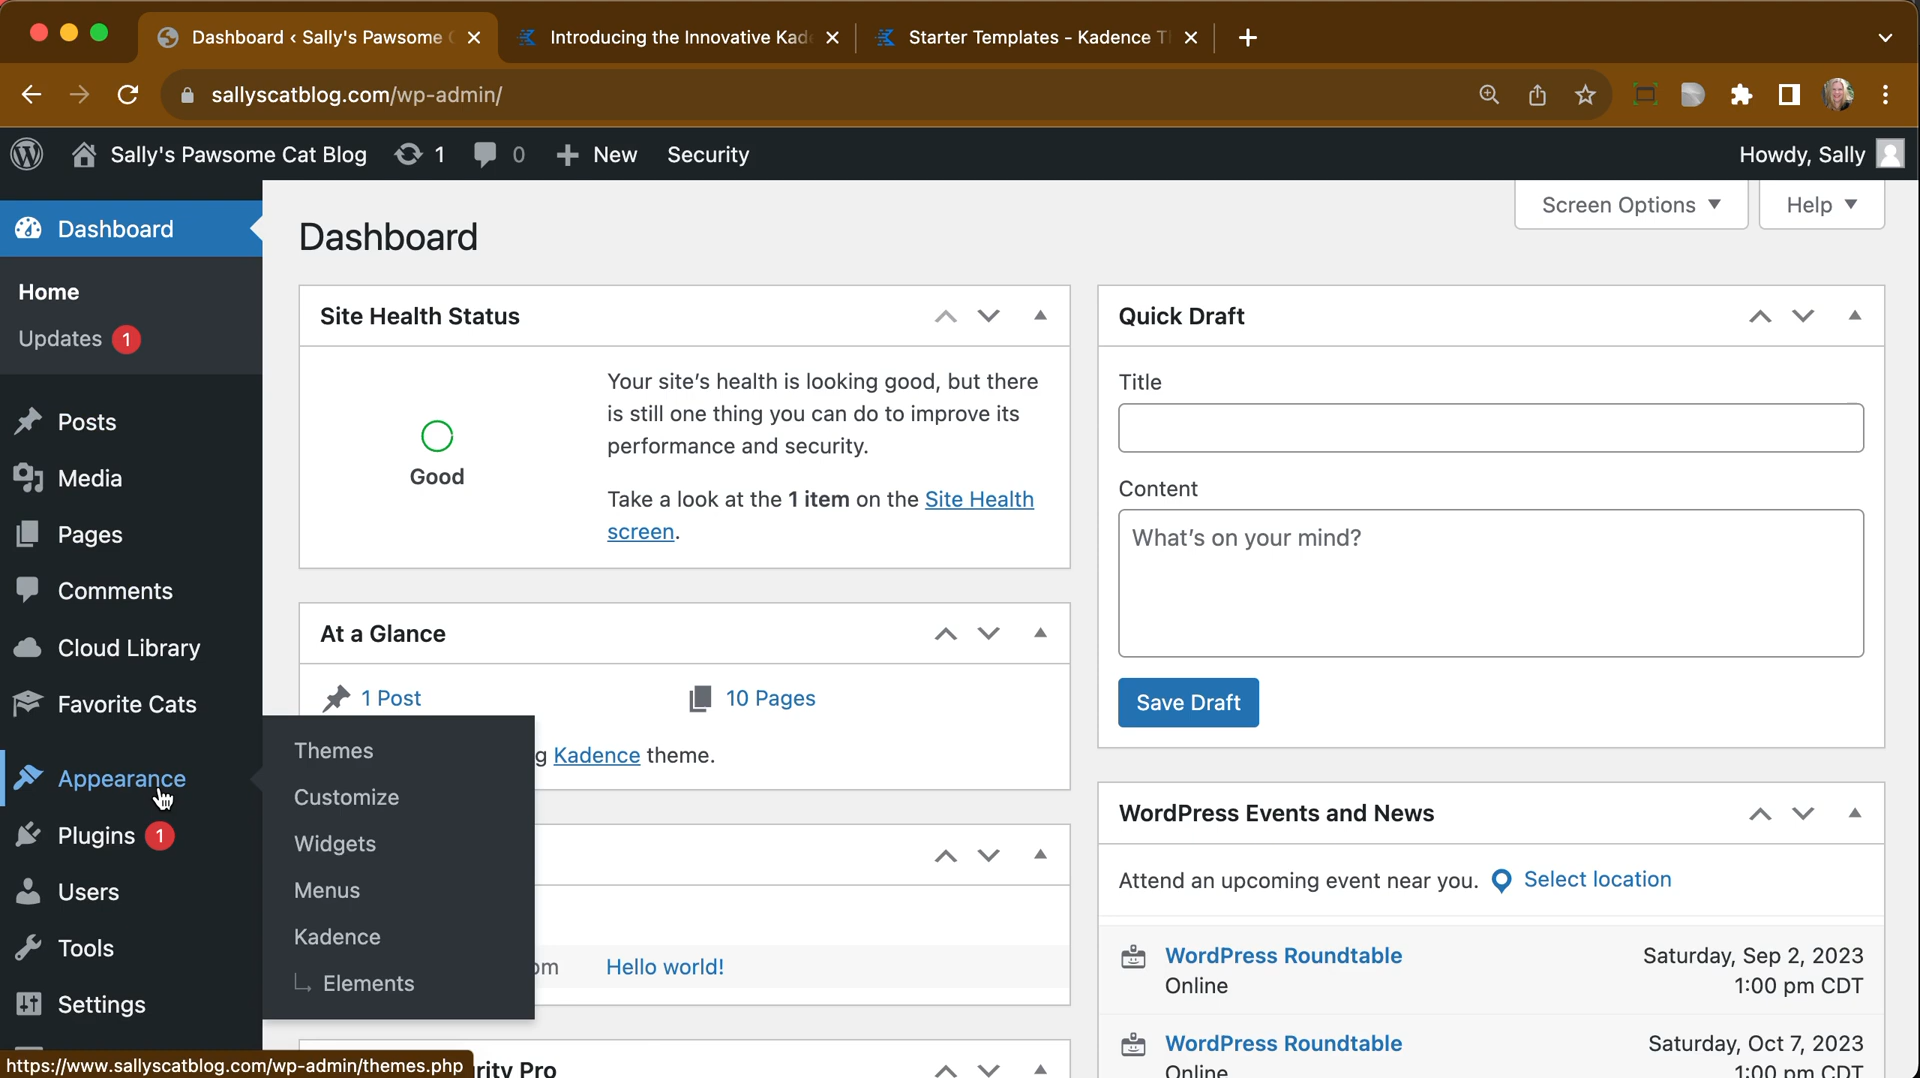 Dashboard ‹ Sally's Pawsome
Introducing the Innovative Kad
Starter Templates - Kadence T
sallyscatblog.com/wp-admin/
Sally's Pawsome Cat Blog
1
0
New
Security
Howdy, Sally
Dashboard
Home
Updates 1
Posts
Media
Pages
Comments
Cloud Library
Favorite Cats
Appearance
Plugins 1
Users
Tools
Settings
Themes
Customize
Widgets
Menus
Kadence
Elements
https://www.sallyscatblog.com/wp-admin/themes.php
Screen Options
Help
Dashboard
Site Health Status
Good
Your site's health is looking good, but there
is still one thing you can do to improve its
performance and security.
Take a look at the 1 item on the Site Health
screen.
At a Glance
1 Post
10 Pages
g Kadence theme.
om
Hello world!
rity Pro
Quick Draft
Title
Content
What's on your mind?
Save Draft
WordPress Events and News
Attend an upcoming event near you.
Select location
WordPress Roundtable
Saturday, Sep 2, 2023
Online
1:00 pm CDT
WordPress Roundtable
Saturday, Oct 7, 2023
Online
1:00 pm CDT